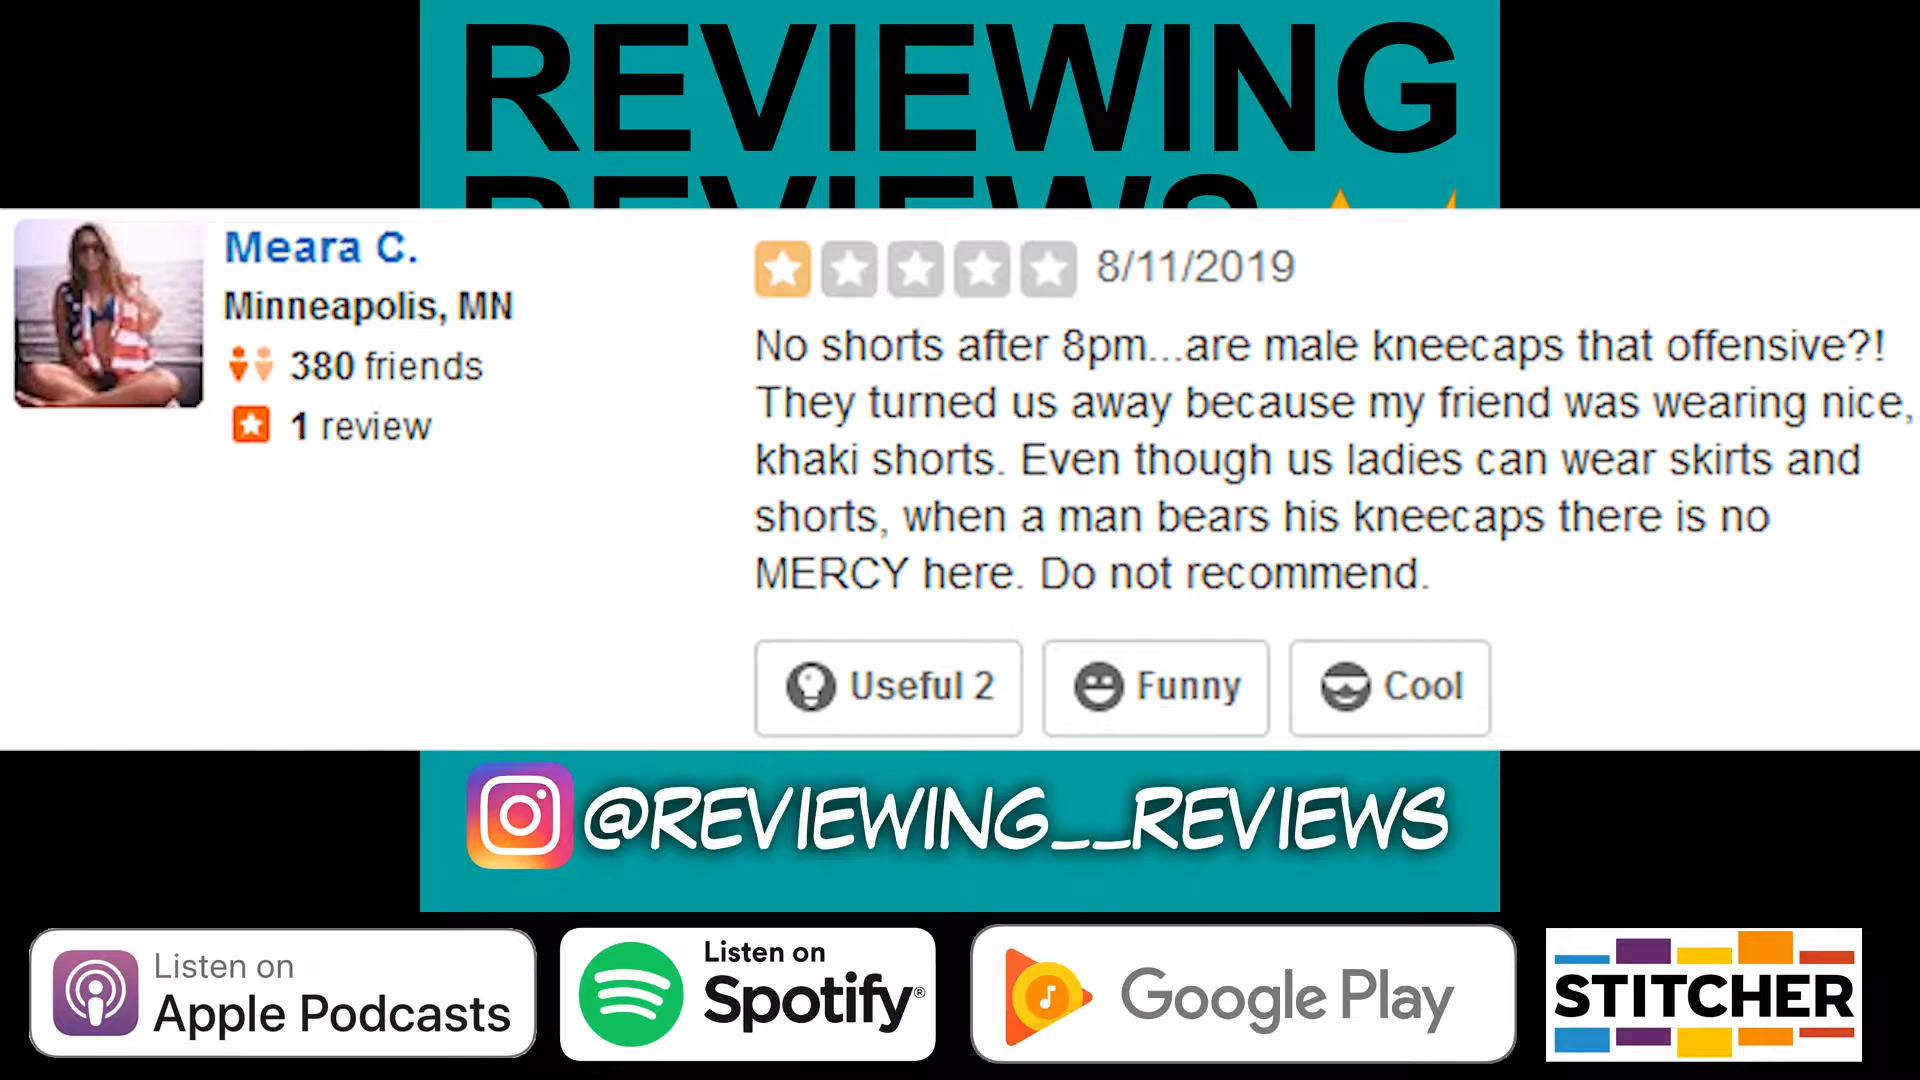 REVIEWING
REVIEWS
Meara C.
Minneapolis, MN
380 friends
1 review
8/11/2019
No shorts after 8pm...are male kneecaps that offensive?!
They turned us away because my friend was wearing nice,
khaki shorts. Even though us ladies can wear skirts and
shorts, when a man bears his kneecaps there is no
MERCY here. Do not recommend.
Useful 2
Funny
Cool
@REVIEWING__REVIEWS
Listen on
Apple Podcasts
Listen on
Spotify®
Google Play
STITCHER